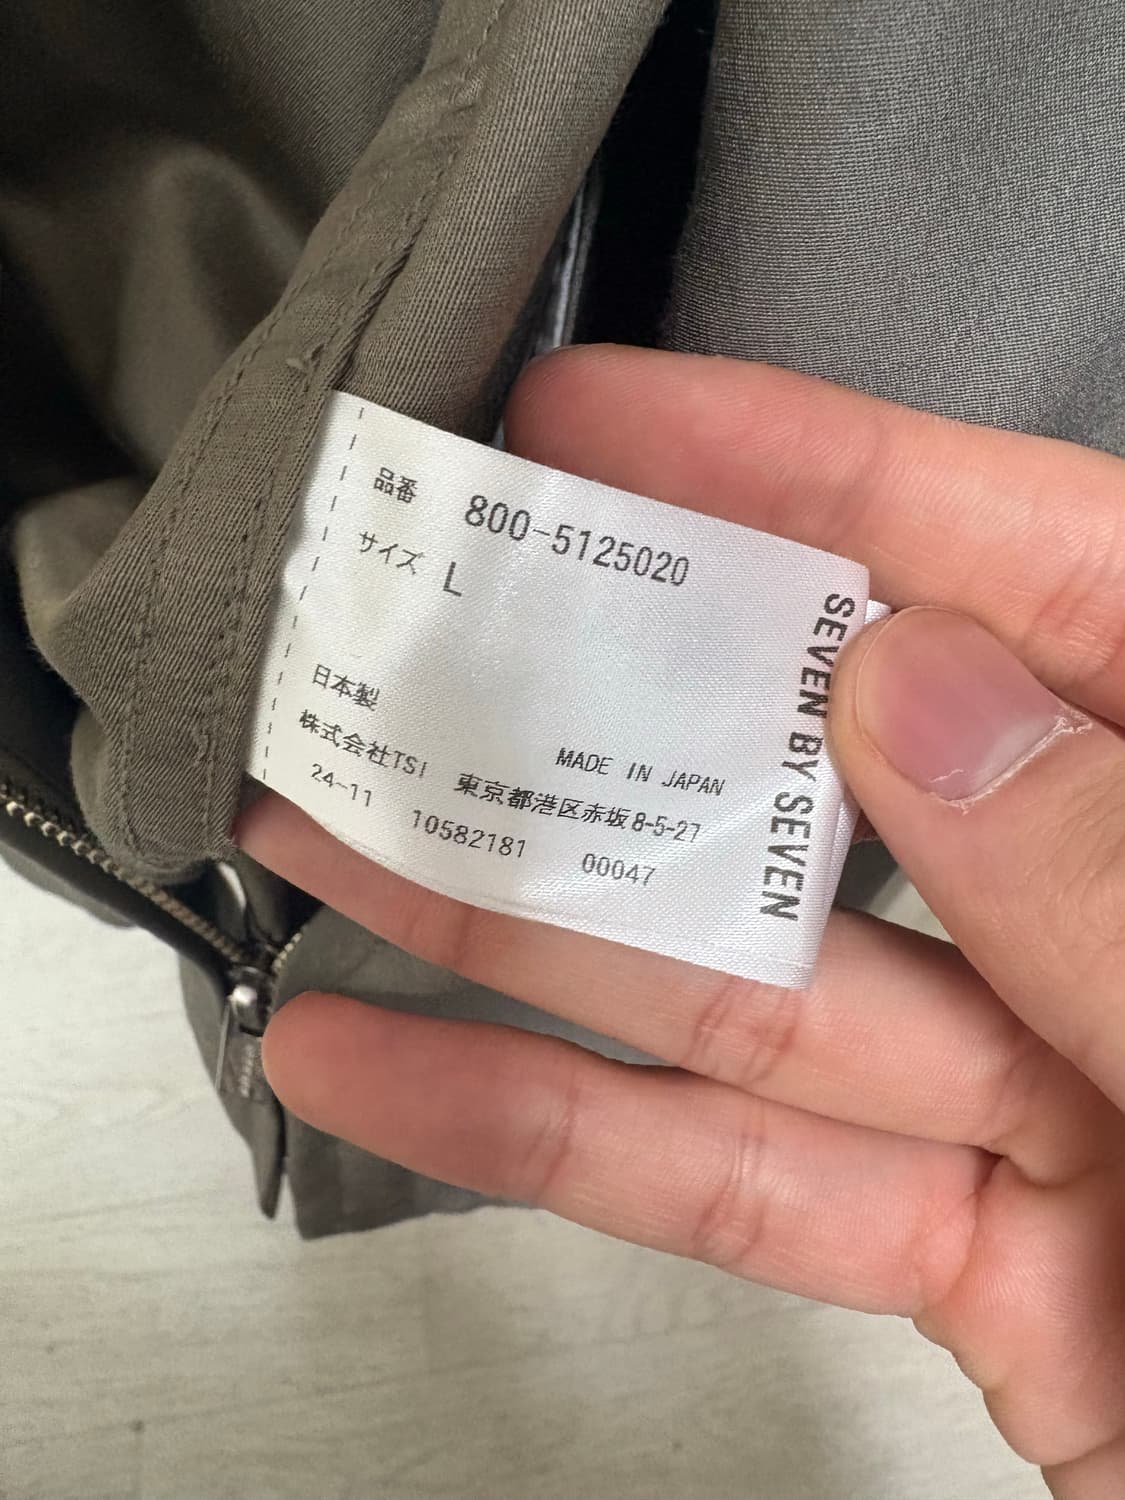 品番 800-5125020
サイズ L
日本製 MADE IN JAPAN
株式会社TSI 東京都港区赤坂8-5-27
24-11 10582181 00047
SEVEN BY SEVEN